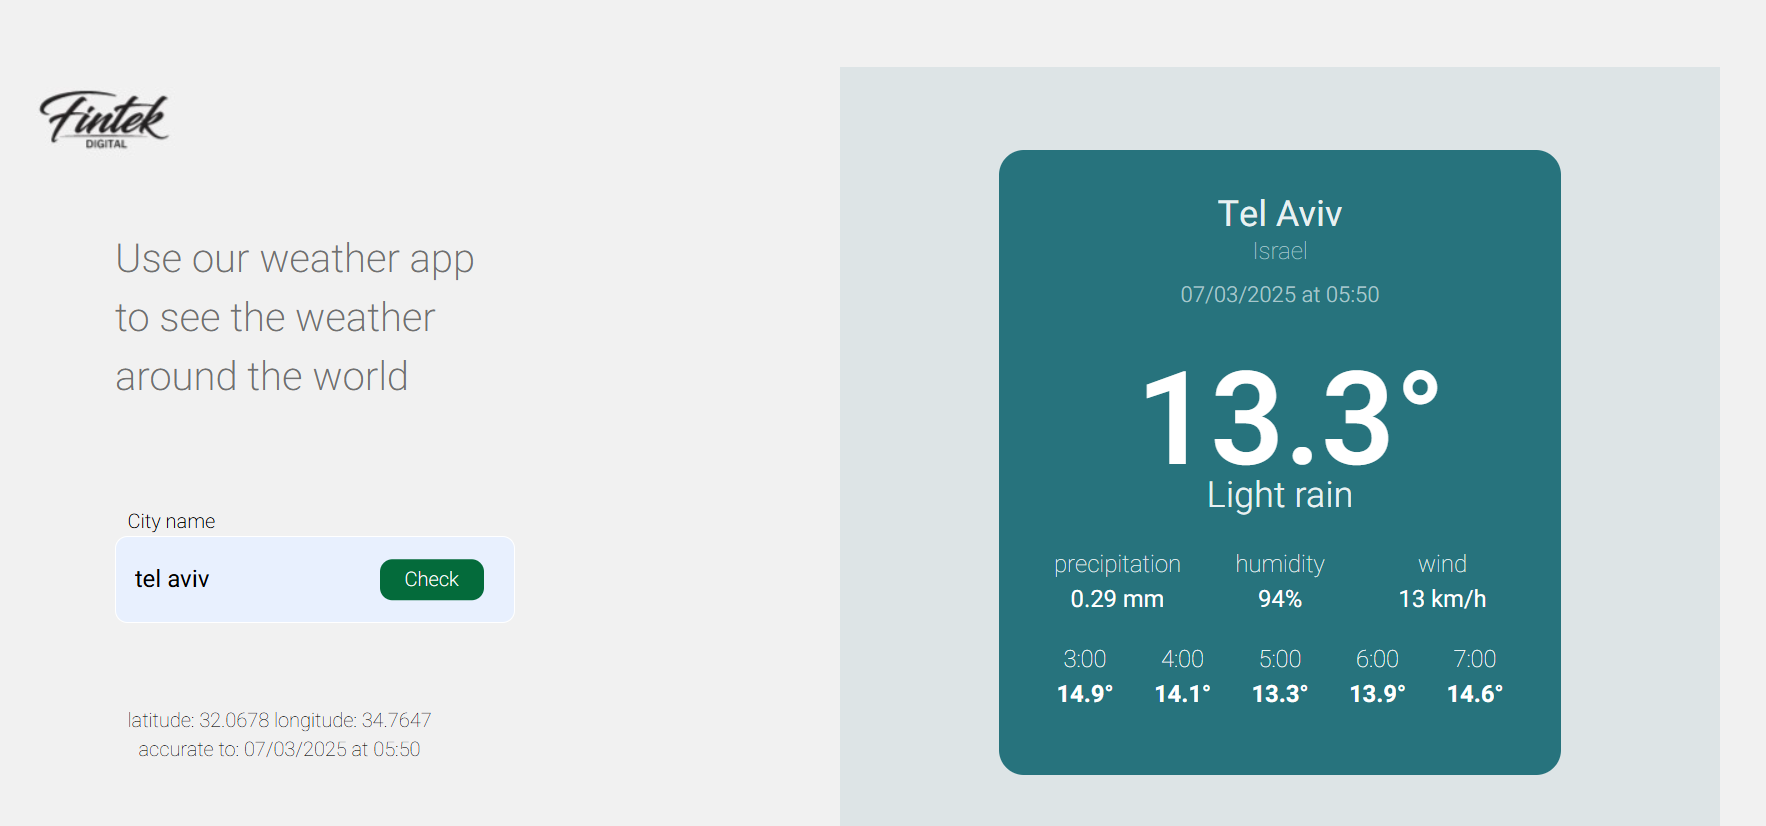 Fintek
DIGITAL
Use our weather app
to see the weather
around the world
City name
tel aviv
Check
latitude: 32.0678 longitude: 34.7647
accurate to: 07/03/2025 at 05:50
Tel Aviv
Israel
07/03/2025 at 05:50
13.3°
Light rain
precipitation humidity wind
0.29 mm 94% 13 km/h
3:00 4:00 5:00 6:00 7:00
14.9° 14.1° 13.3° 13.9° 14.6°